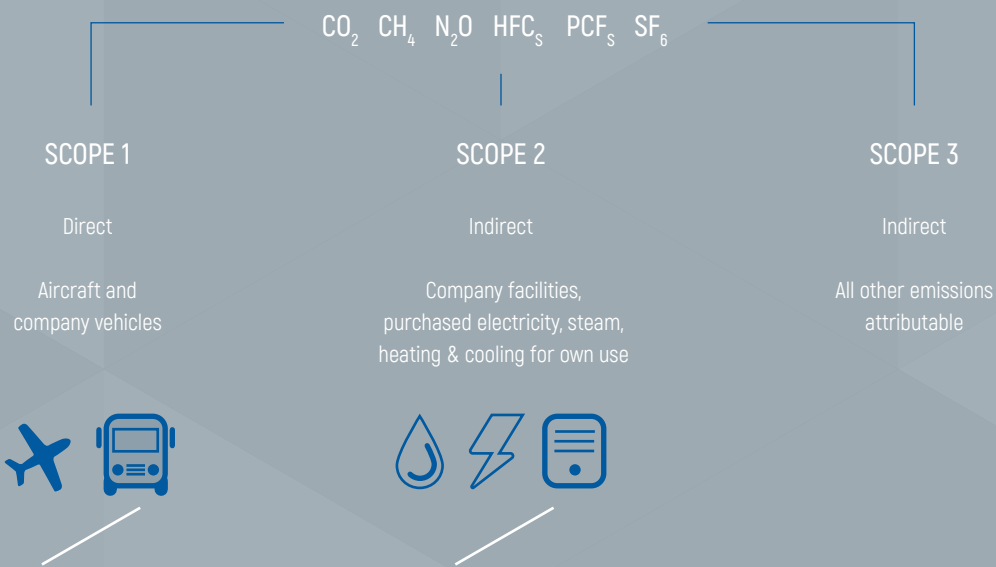 CO₂ CH₄ N₂O HFCₛ PCFₛ SF₆
SCOPE 1
Direct
Aircraft and
company vehicles
SCOPE 2
Indirect
Company facilities,
purchased electricity, steam,
heating & cooling for own use
SCOPE 3
Indirect
All other emissions
attributable